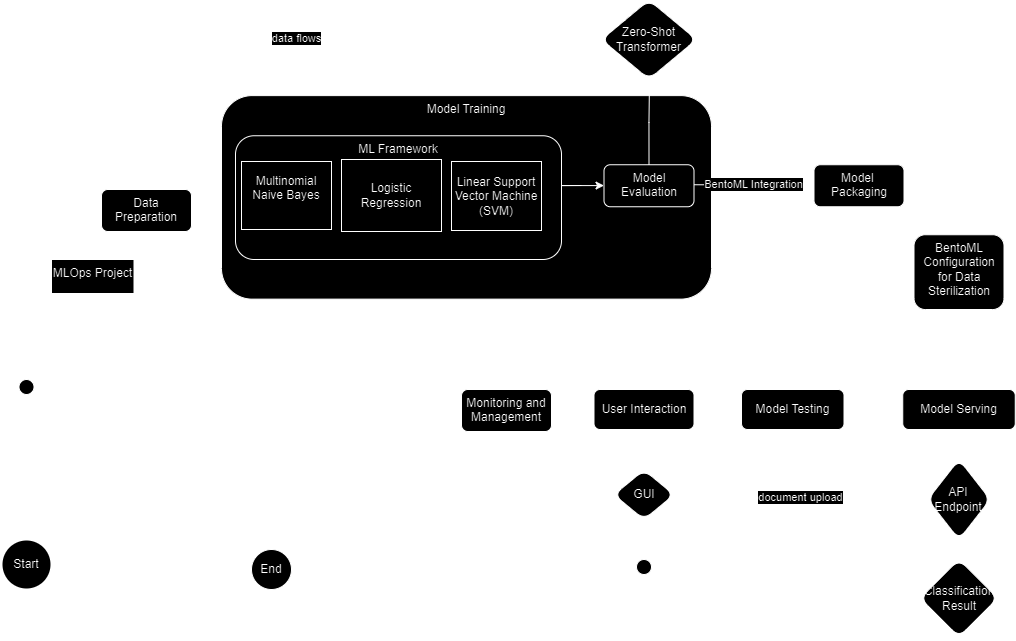 data flows
Zero-Shot
Transformer
Model Training
ML Framework
Multinomial
Naive Bayes
Logistic
Regression
Linear Support
Vector Machine
(SVM)
Model
Evaluation
BentoML Integration
Model
Packaging
Data
Preparation
MLOps Project
BentoML
Configuration
for Data
Sterilization
Monitoring and
Management
User Interaction
Model Testing
Model Serving
GUI
document upload
API
Endpoint
Start
End
Classification
Result